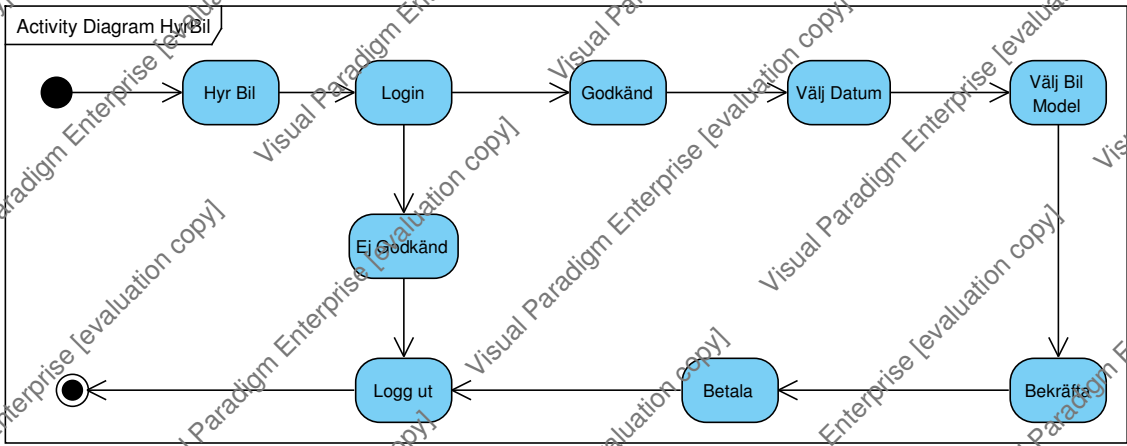 Activity Diagram HyrBil
Hyr Bil
Login
Godkänd
Välj Datum
Välj Bil
Model
Ej Godkänd
Logg ut
Betala
Bekräfta
Visual Paradigm Enterprise [evaluation copy]